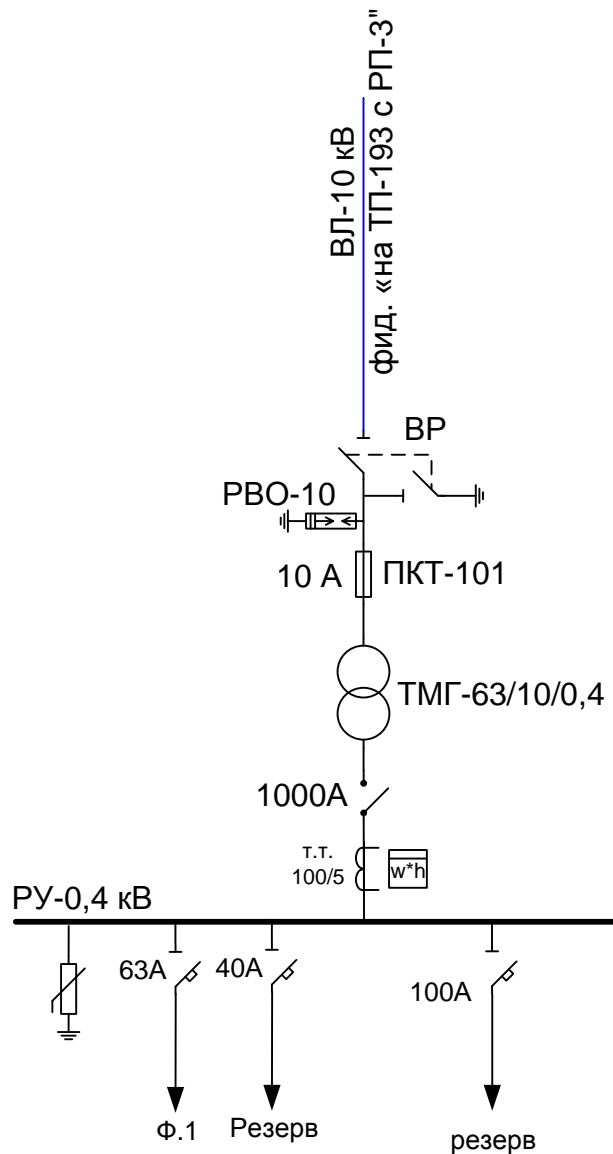 ВЛ-10 кВ
фид. «на ТП-193 с РП-3"
ВР
РВО-10
10 А
ПКТ-101
ТМГ-63/10/0,4
1000А
т.т.
100/5
w*h
РУ-0,4 кВ
63А
40А
100А
Ф.1
Резерв
резерв